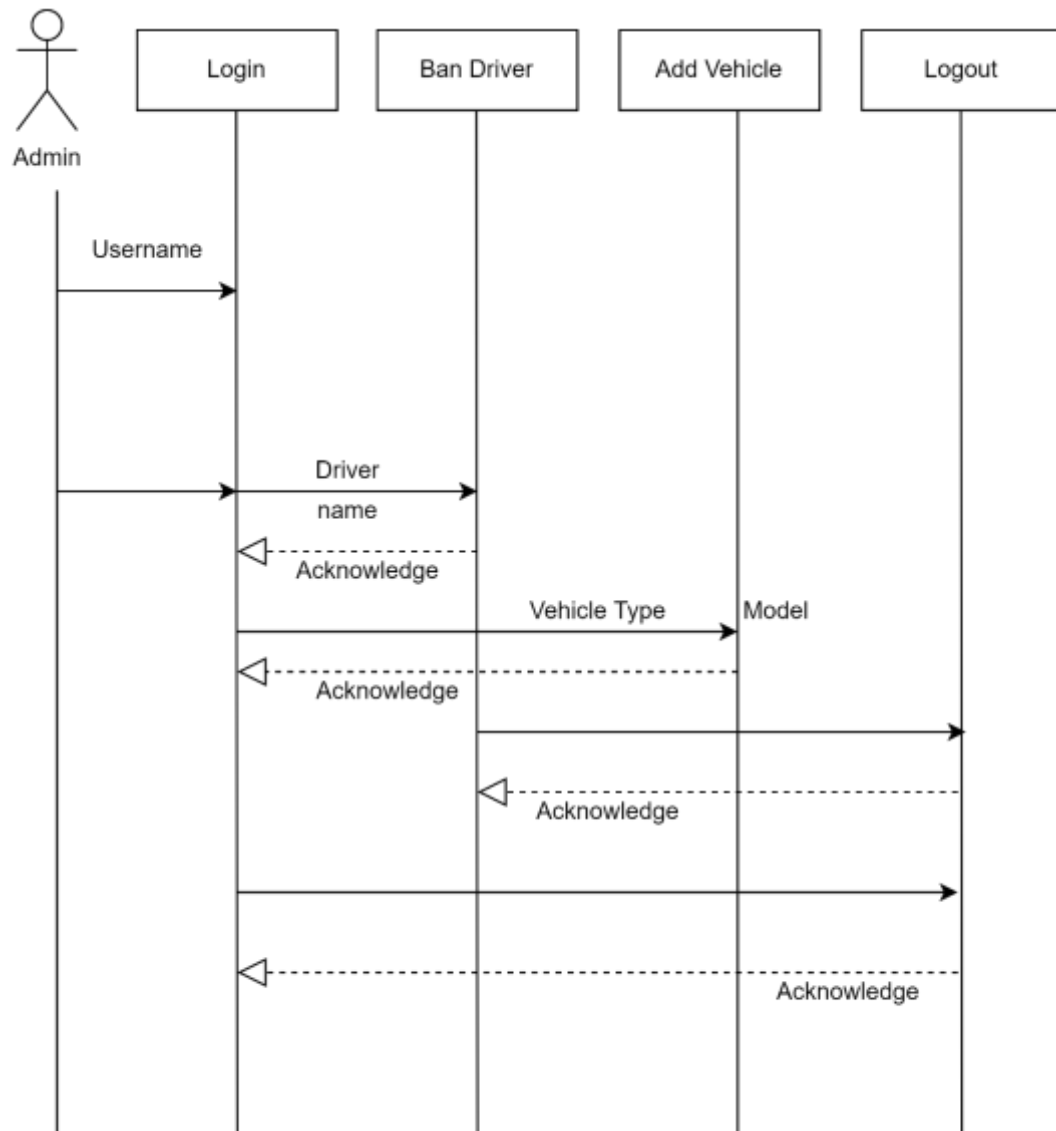 Login
Ban Driver
Add Vehicle
Logout
Admin
Username
Driver
name
Acknowledge
Vehicle Type
Model
Acknowledge
Acknowledge
Acknowledge